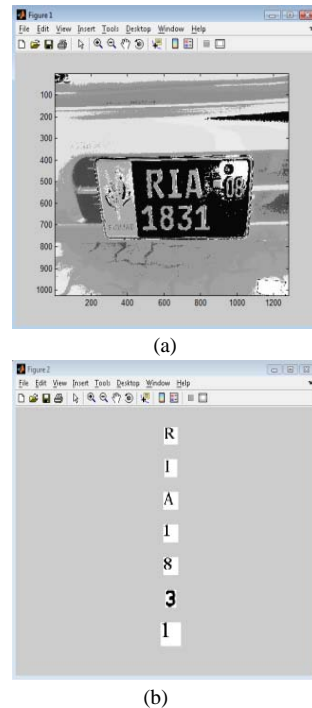 Figure 1
File Edit View Insert Tools Desktop Window Help
100
200
300
400
500
600
700
800
900
1000
RIA
08
1831
200 400 600 800 1000 1200
(a)
Figure 2
File Edit View Insert Tools Desktop Window Help
R
I
A
1
8
3
1
(b)